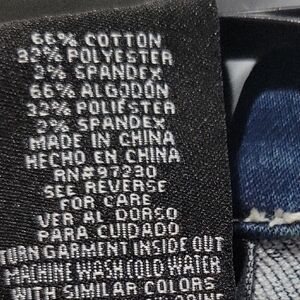 66% COTTON
32% POLYESTER
2% SPANDEX
66% ALGODON
32% POLIESTER
2% SPANDEX
MADE IN CHINA
HECHO EN CHINA
RN#97230
SEE REVERSE
FOR CARE
VER AL DORSO
PARA CUIDADO
TURN GARMENT INSIDE OUT
MACHINE WASH COLD WATER
WITH SIMILAR COLORS